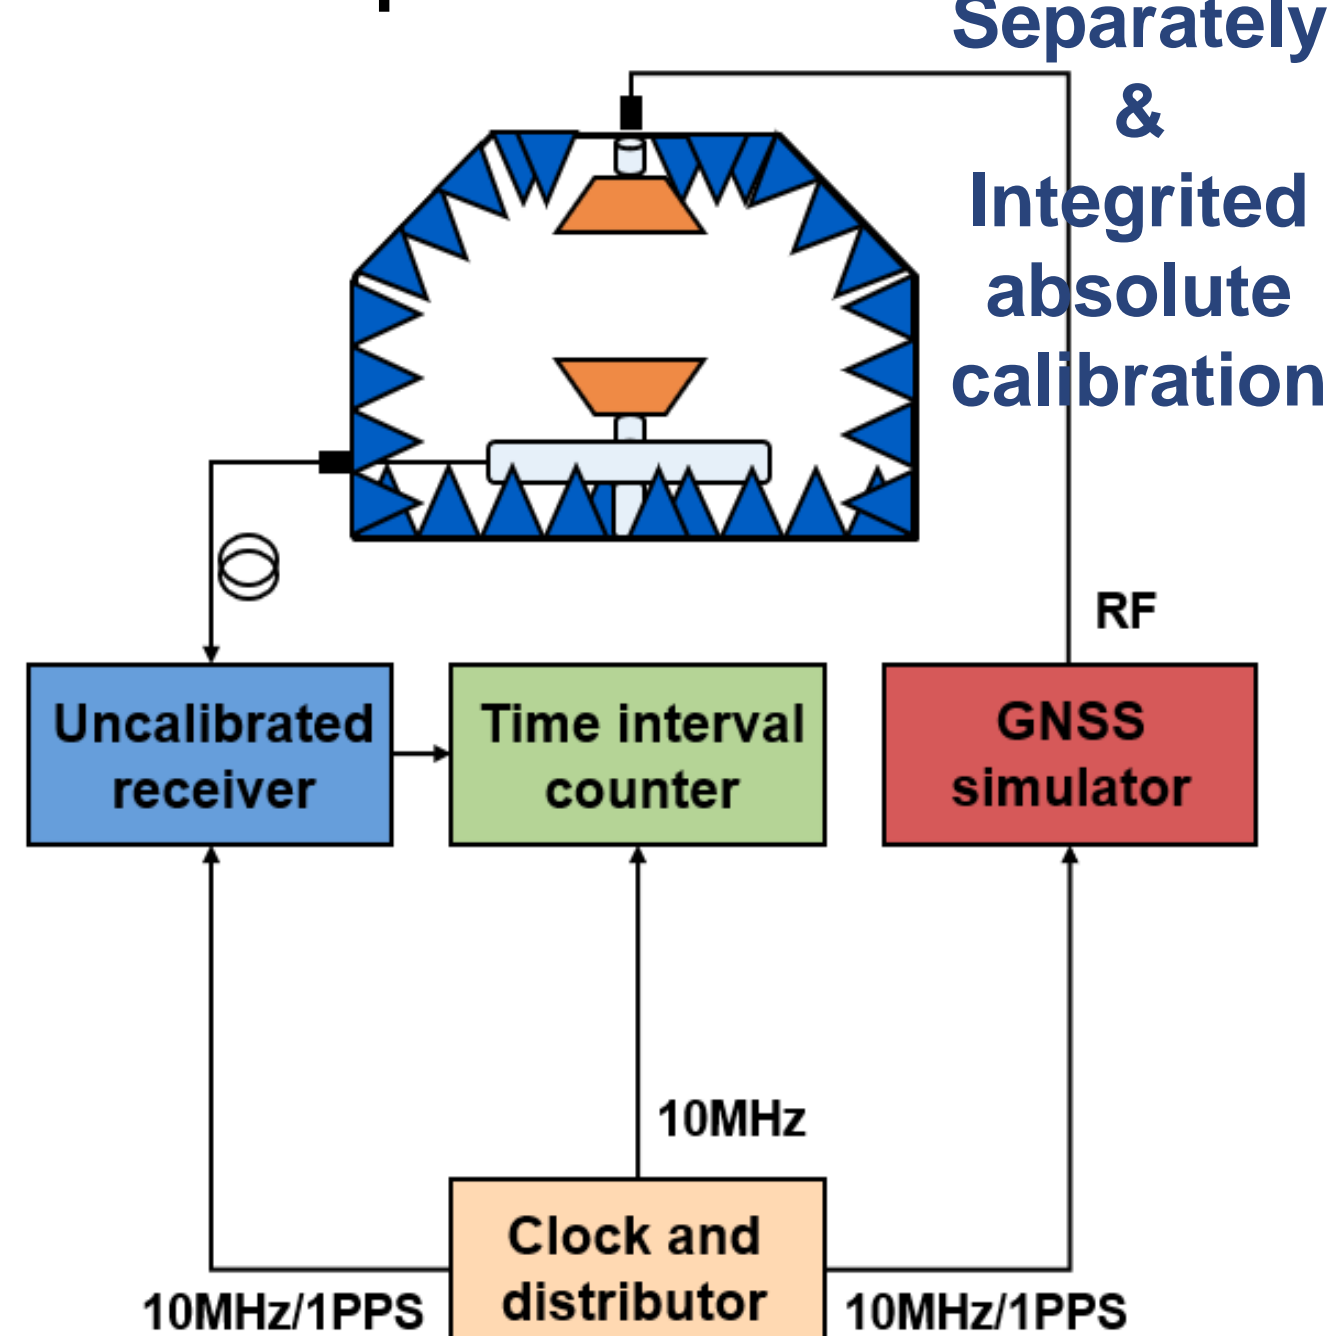 Separately
&
Integrited
absolute
calibration
RF
Uncalibrated
receiver
Time interval
counter
GNSS
simulator
10MHz
Clock and
distributor
10MHz/1PPS
10MHz/1PPS